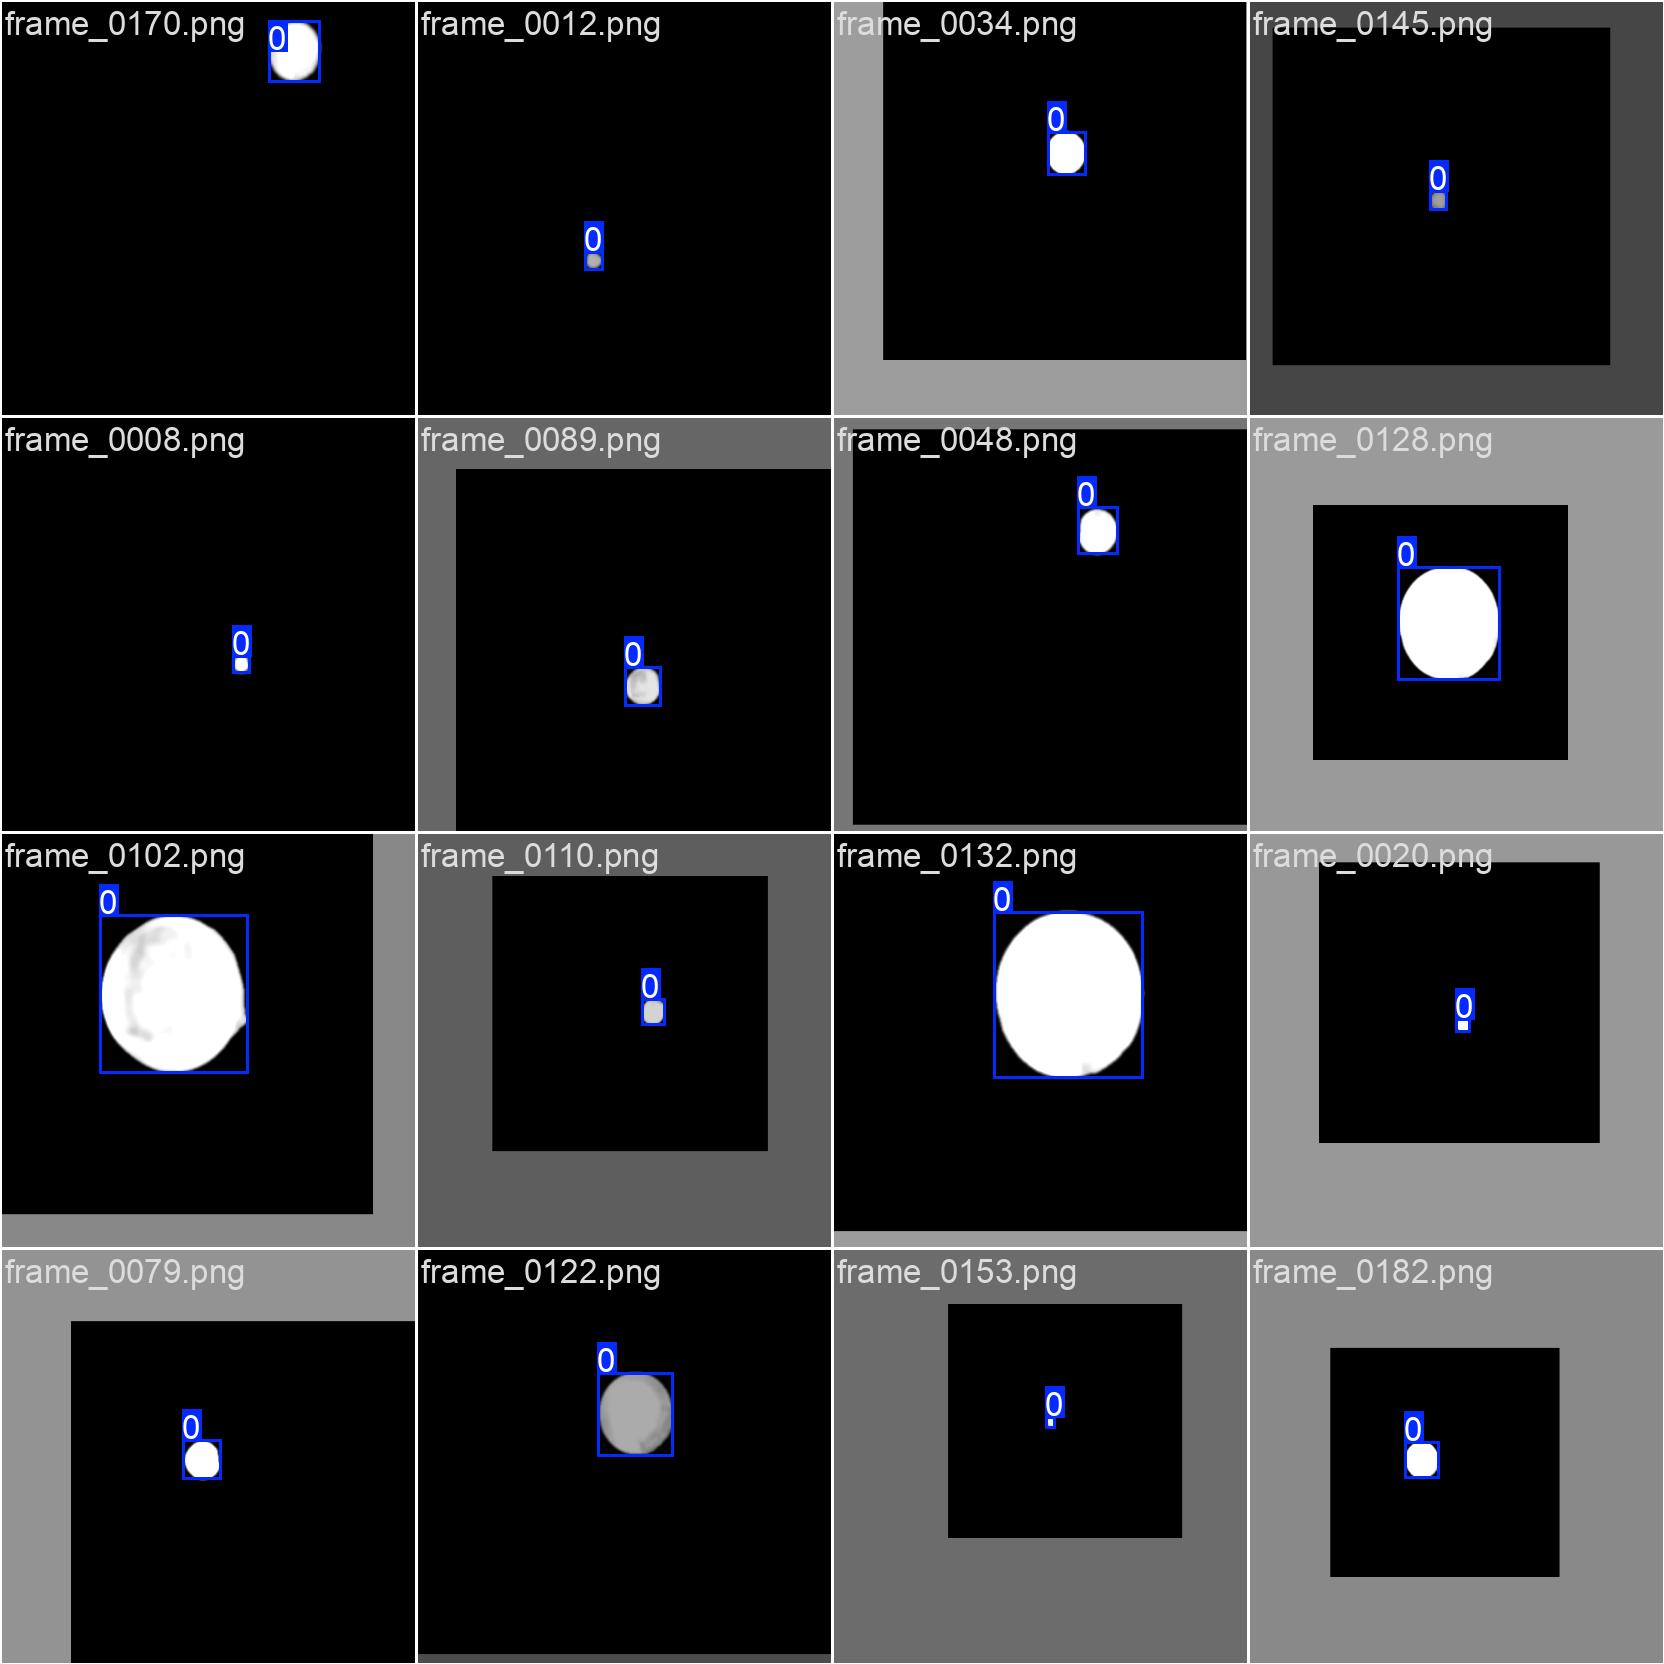 frame_0170.png
0
frame_0012.png
0
frame_0034.png
0
frame_0145.png
0
frame_0008.png
0
frame_0089.png
0
frame_0048.png
0
frame_0128.png
0
frame_0102.png
0
frame_0110.png
0
frame_0132.png
0
frame_0020.png
0
frame_0079.png
0
frame_0122.png
0
frame_0153.png
0
frame_0182.png
0